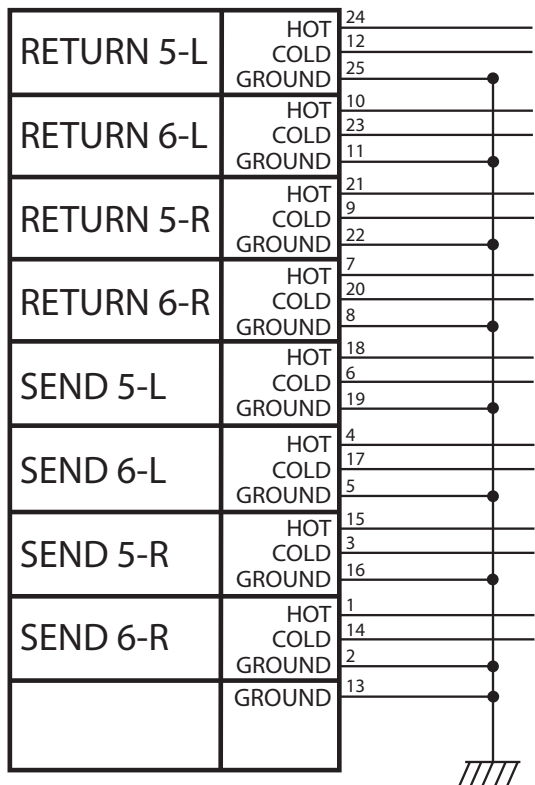 RETURN 5-L
HOT 24
COLD 12
GROUND 25
RETURN 6-L
HOT 10
COLD 23
GROUND 11
RETURN 5-R
HOT 21
COLD 9
GROUND 22
RETURN 6-R
HOT 7
COLD 20
GROUND 8
SEND 5-L
HOT 18
COLD 6
GROUND 19
SEND 6-L
HOT 4
COLD 17
GROUND 5
SEND 5-R
HOT 15
COLD 3
GROUND 16
SEND 6-R
HOT 1
COLD 14
GROUND 2
GROUND 13